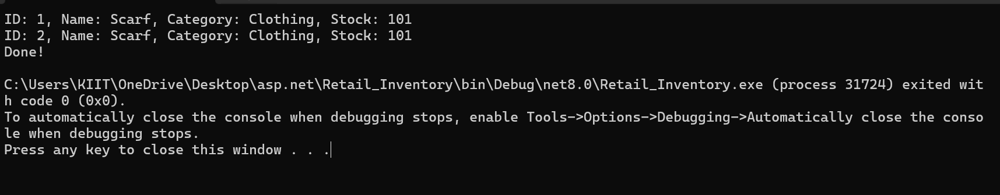 ID: 1, Name: Scarf, Category: Clothing, Stock: 101
ID: 2, Name: Scarf, Category: Clothing, Stock: 101
Done!
C:\Users\KIIT\OneDrive\Desktop\asp.net\Retail_Inventory\bin\Debug\net8.0\Retail_Inventory.exe (process 31724) exited wit
h code 0 (0x0).
To automatically close the console when debugging stops, enable Tools->Options->Debugging->Automatically close the conso
le when debugging stops.
Press any key to close this window . . .